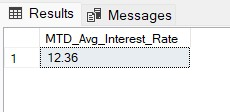 Results Messages
MTD_Avg_Interest_Rate
1 12.36